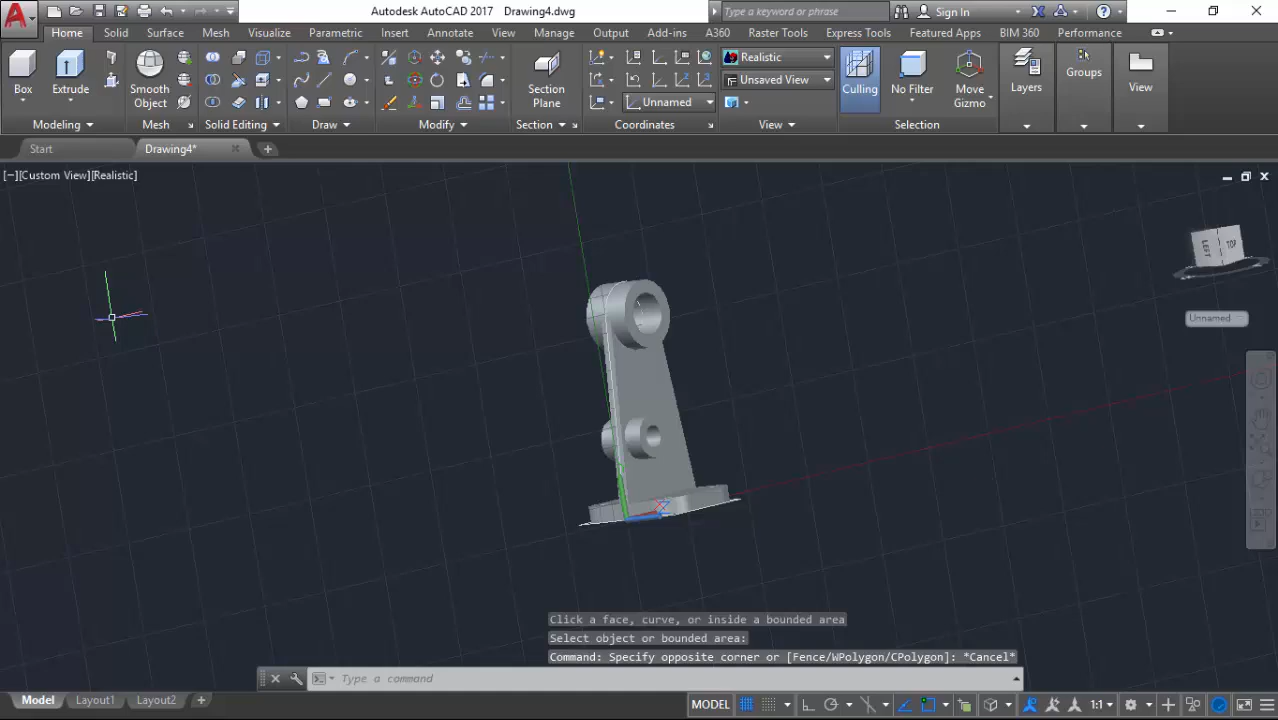 Autodesk AutoCAD 2017 Drawing4.dwg
Type a keyword or phrase
Sign In
Home Solid Surface Mesh Visualize Parametric Insert Annotate View Manage Output Add-ins A360 Raster Tools Express Tools Featured Apps BIM 360 Performance
Box
Extrude
Smooth
Object
Section
Plane
Realistic
Unsaved View
Unnamed
Culling
No Filter
Move
Gizmo
Layers
Groups
View
Modeling Mesh Solid Editing Draw Modify Section Coordinates View Selection
Start Drawing4*
[−][Custom View][Realistic]
LEFT TOP
Unnamed
Click a face, curve, or inside a bounded area
Select object or bounded area:
Command: Specify opposite corner or [Fence/WPolygon/CPolygon]: *Cancel*
Type a command
Model Layout1 Layout2
MODEL
1:1